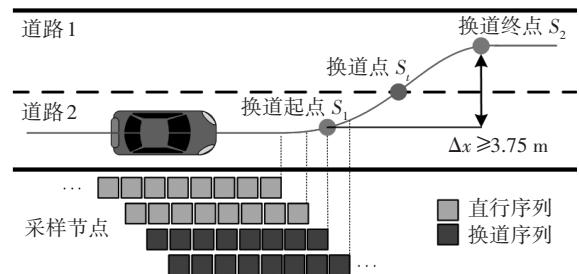 道路1
换道终点 S2
换道点 St
道路2
换道起点 S1
Δx⩾3.75 m
···
采样节点
直行序列
换道序列
···